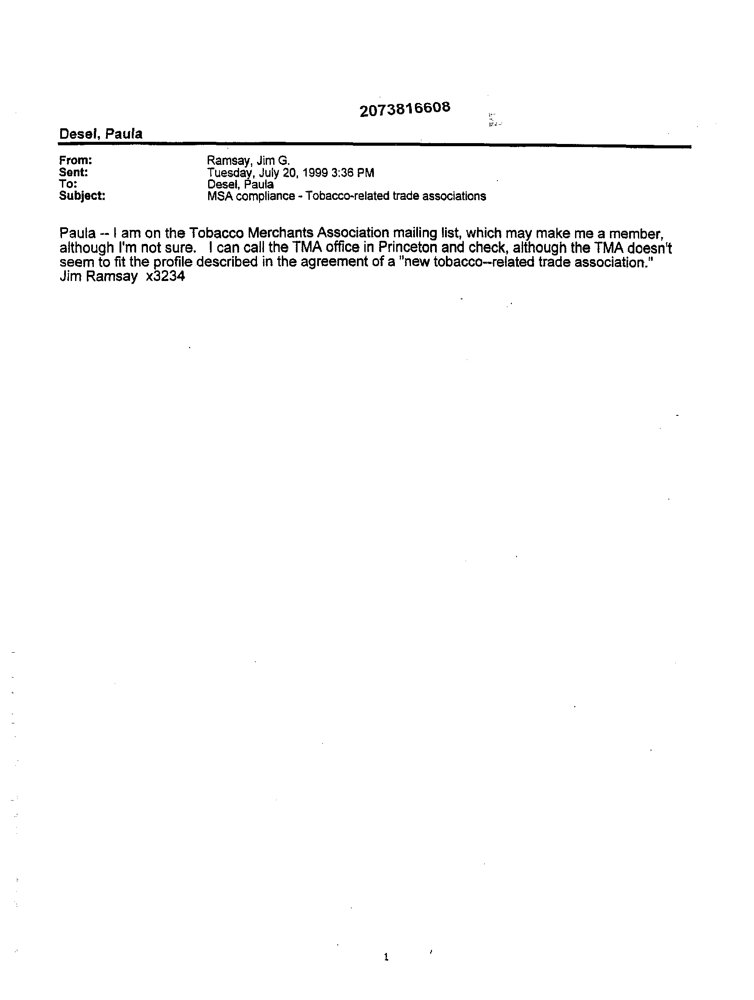 2073816608
Desel, Paula
From: Ramsay, Jim G.
Sent: Tuesday, July 20, 1999 3:36 PM
To: Desel, Paula
Subject: MSA compliance - Tobacco-related trade associations
Paula -- I am on the Tobacco Merchants Association mailing list, which may make me a member,
although I'm not sure.   I can call the TMA office in Princeton and check, although the TMA doesn't
seem to fit the profile described in the agreement of a "new tobacco--related trade association."
Jim Ramsay  x3234
1